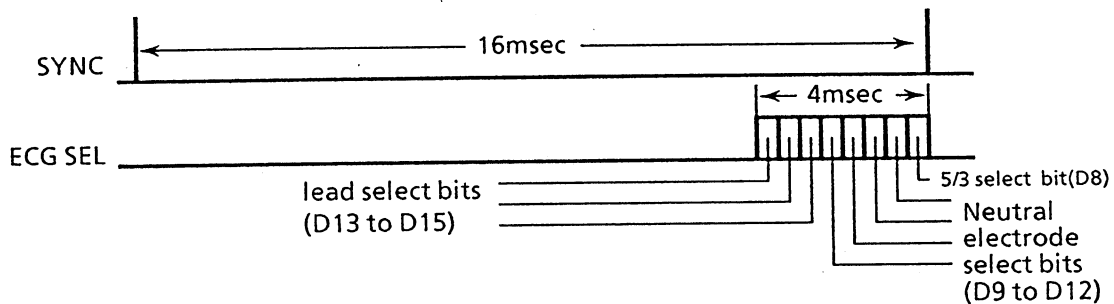 16msec
SYNC
4msec
ECG SEL
lead select bits
(D13 to D15)
5/3 select bit(D8)
Neutral
electrode
select bits
(D9 to D12)